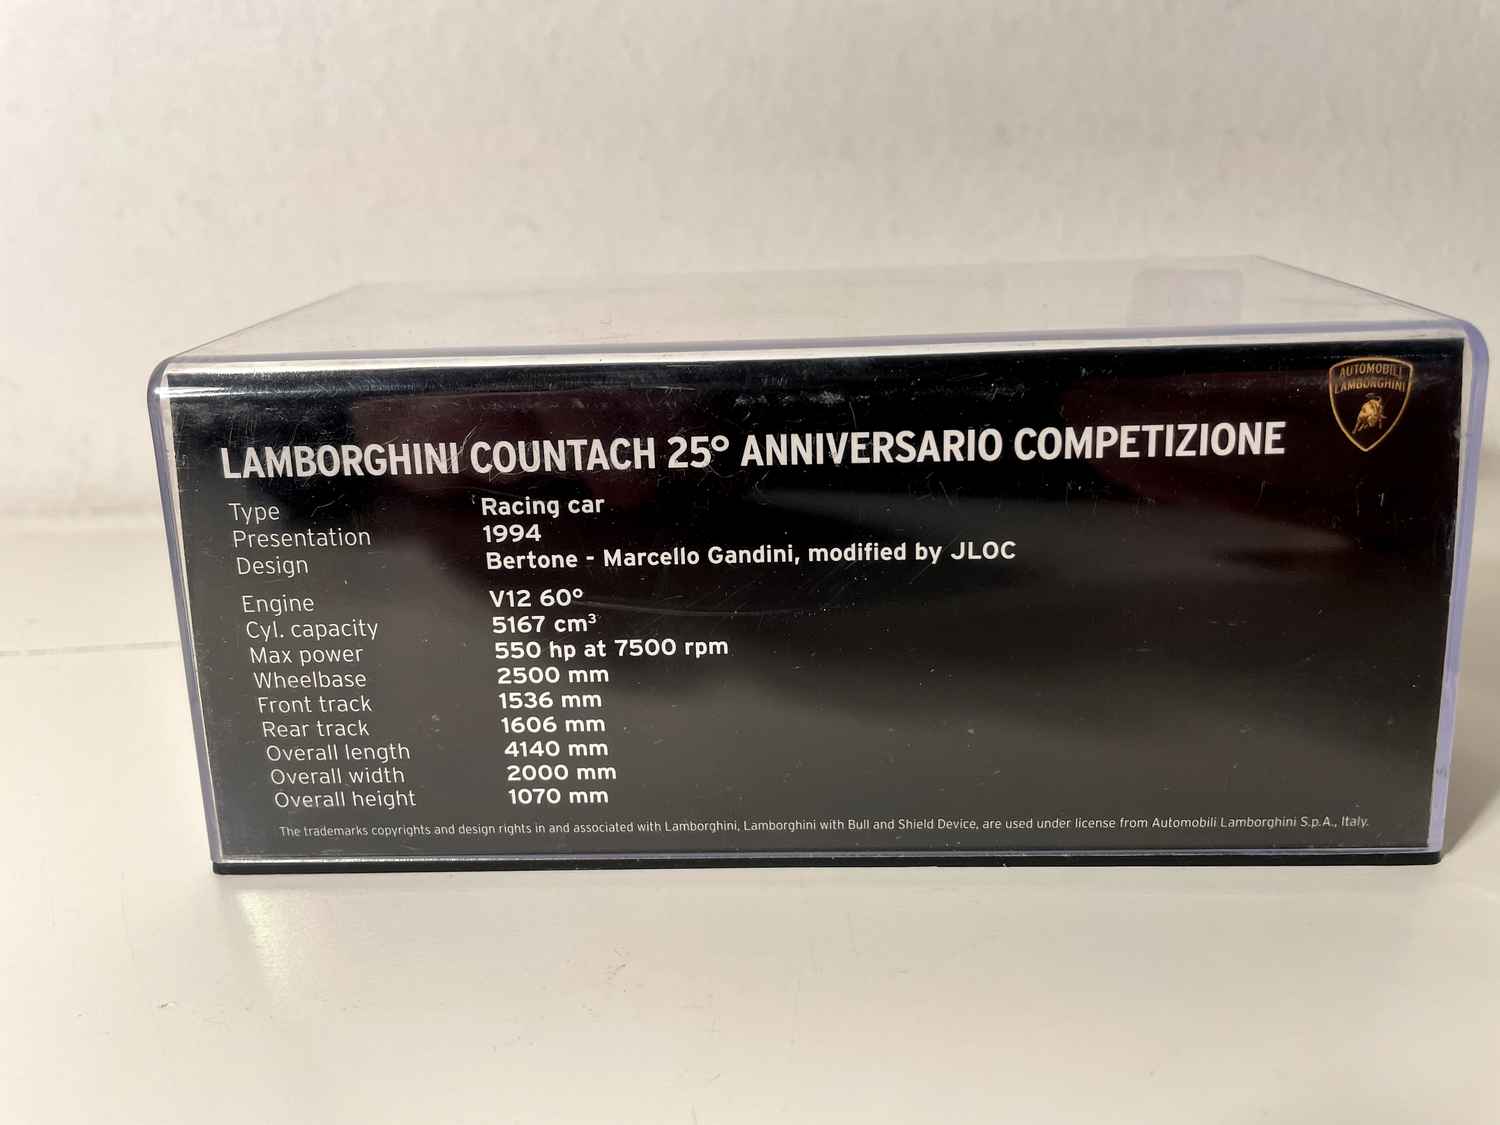 AUTOMOBILI
LAMBORGHINI
LAMBORGHINI COUNTACH 25° ANNIVERSARIO COMPETIZIONE
Type Racing car
Presentation 1994
Design Bertone - Marcello Gandini, modified by JLOC
Engine V12 60°
Cyl. capacity 5167 cm³
Max power 550 hp at 7500 rpm
Wheelbase 2500 mm
Front track 1536 mm
Rear track 1606 mm
Overall length 4140 mm
Overall width 2000 mm
Overall height 1070 mm
The trademarks copyrights and design rights in and associated with Lamborghini, Lamborghini with Bull and Shield Device, are used under license from Automobili Lamborghini S.p.A., Italy.